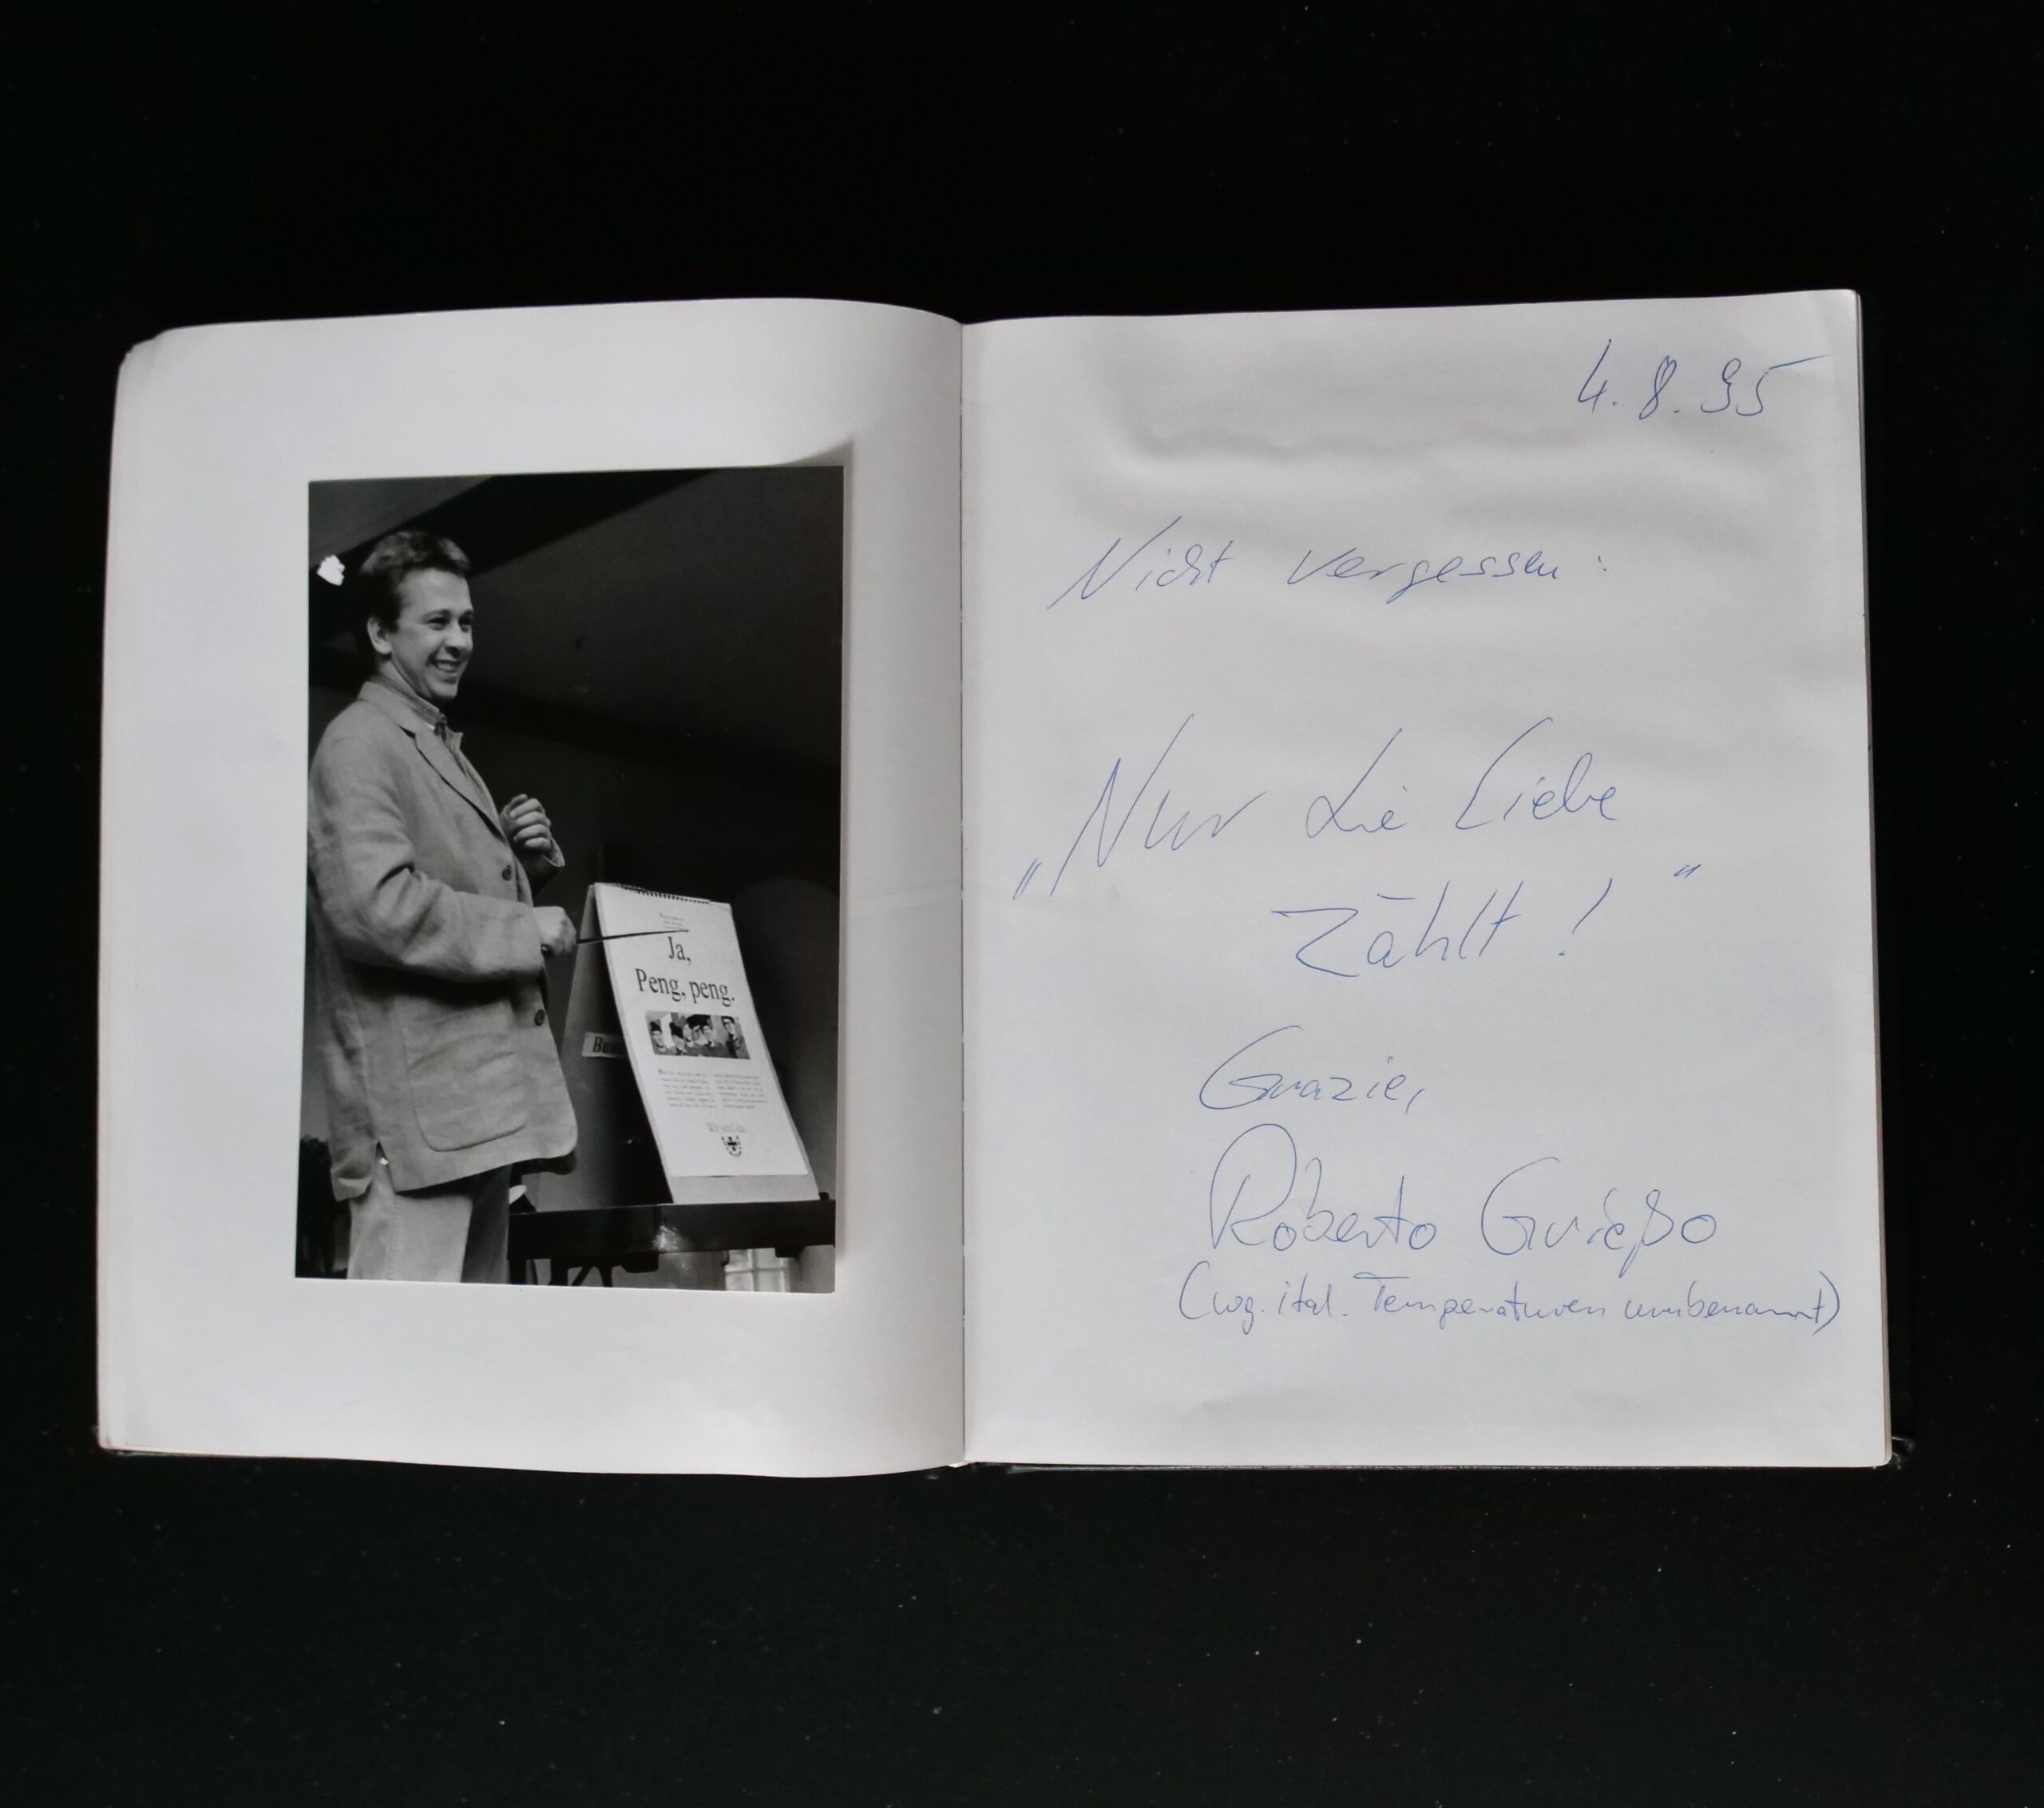 Ja,
Peng, peng.
4. 8. 95
Nicht vergessen:
„Nur die Liebe
zählt!"
Grazie,
Roberto Grießo
(wg. ital. Temperaturen umbenannt)